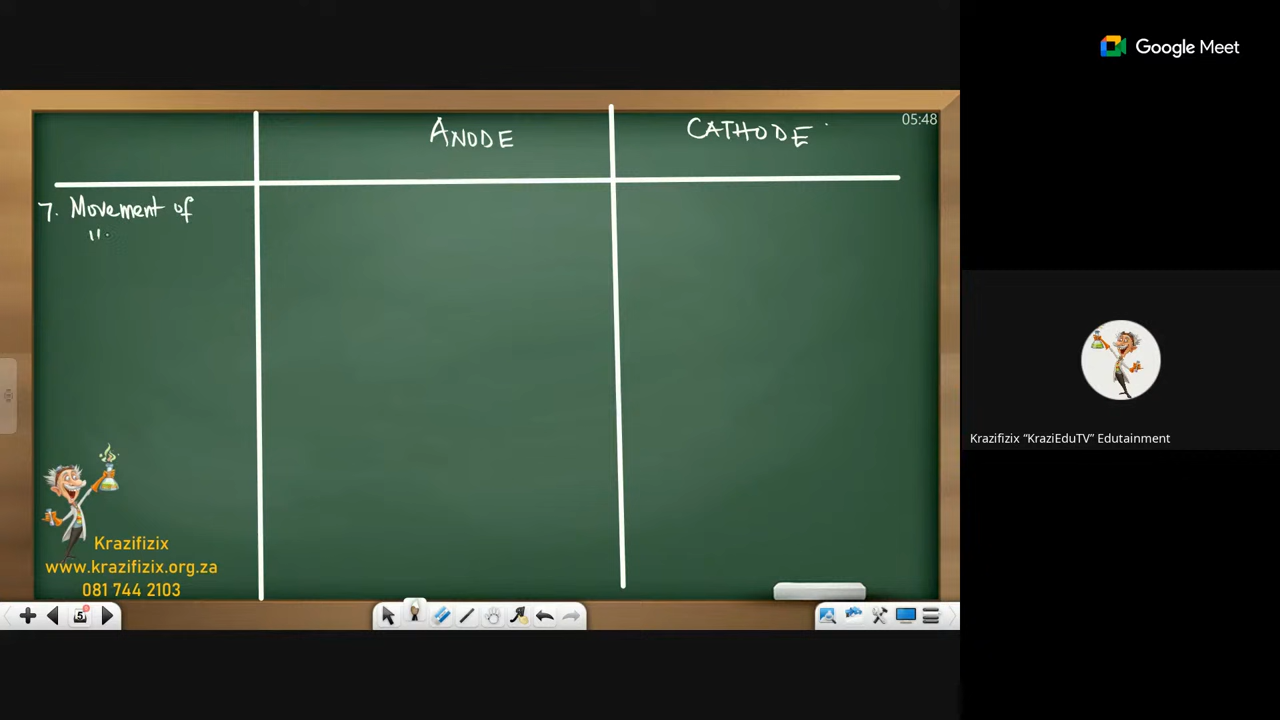 Google Meet
ANODE
CATHODE
05:48
7. Movement of
Krazifizix “KraziEduTV” Edutainment
Krazifizix
www.krazifizix.org.za
081 744 2103
5